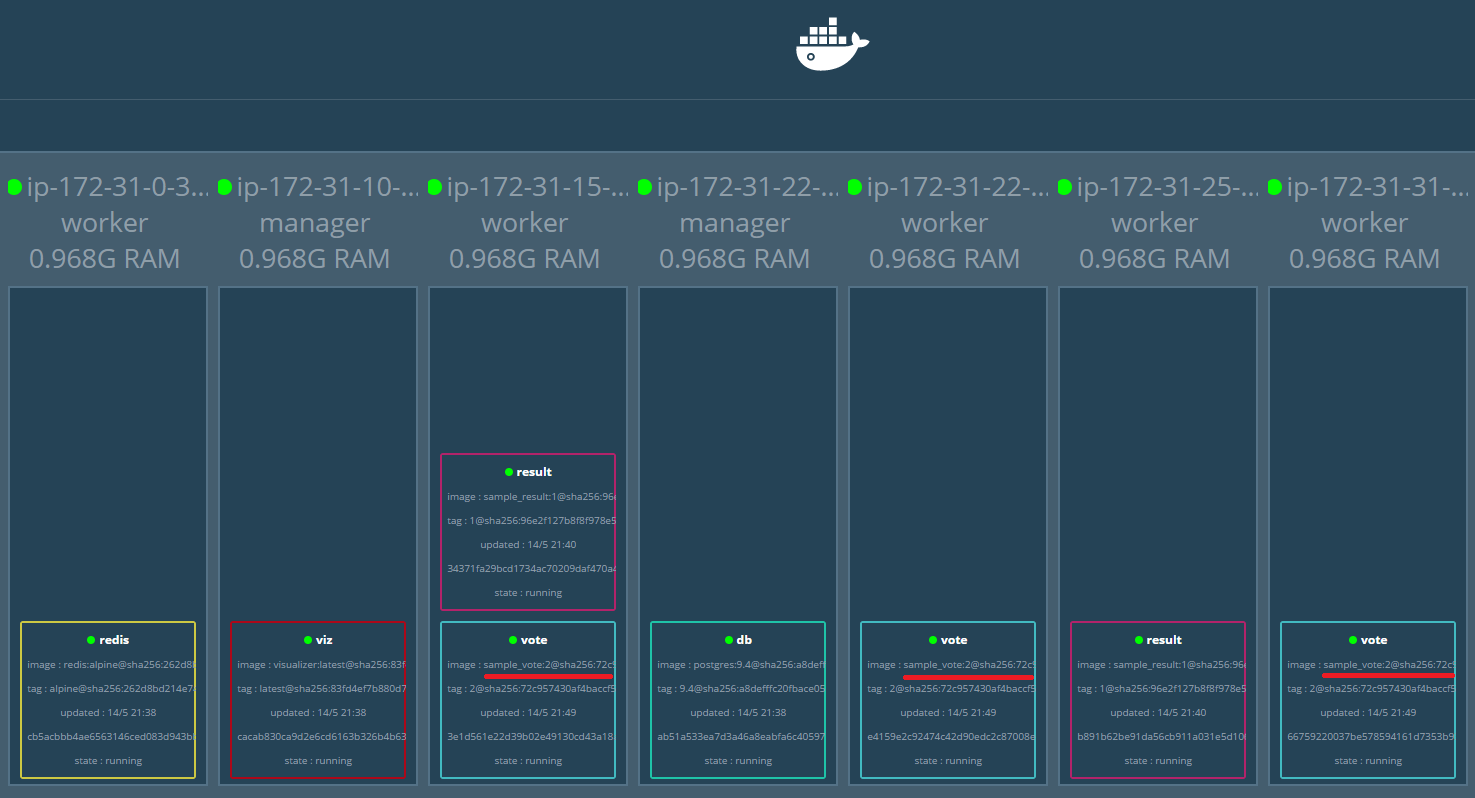 ip-172-31-0-3...
worker
0.968G RAM
ip-172-31-10-...
manager
0.968G RAM
ip-172-31-15-...
worker
0.968G RAM
ip-172-31-22-...
manager
0.968G RAM
ip-172-31-22-...
worker
0.968G RAM
ip-172-31-25-...
worker
0.968G RAM
ip-172-31-31-...
worker
0.968G RAM
redis
image : redis:alpine@sha256:262d8
tag : alpine@sha256:262d8bd214e7
updated : 14/5 21:38
cb5acbbb4ae6563146ced083d943b
state : running
viz
image : visualizer:latest@sha256:83f
tag : latest@sha256:83fd4ef7b880d7
updated : 14/5 21:38
cacab830ca9d2e6cd6163b326b4b63
state : running
result
image : sample_result:1@sha256:96
tag : 1@sha256:96e2f127b8f8f978e5
updated : 14/5 21:40
34371fa29bcd1734ac70209daf470a4
state : running
vote
image : sample_vote:2@sha256:72c9
tag : 2@sha256:72c957430af4baccf9
updated : 14/5 21:49
3e1d561e22d39b02e49130cd43a18
state : running
db
image : postgres:9.4@sha256:a8deff
tag : 9.4@sha256:a8defffc20fbace05
updated : 14/5 21:38
ab51a533ea7d3a46a8eabfa6c40597
state : running
vote
image : sample_vote:2@sha256:72c9
tag : 2@sha256:72c957430af4baccf9
updated : 14/5 21:49
e4159e2c92474c42d90edc2c87008e
state : running
result
image : sample_result:1@sha256:96
tag : 1@sha256:96e2f127b8f8f978e5
updated : 14/5 21:40
b891b62be91da56cb911a031e5d10
state : running
vote
image : sample_vote:2@sha256:72c9
tag : 2@sha256:72c957430af4baccf9
updated : 14/5 21:49
66759220037be578594161d7353b9
state : running